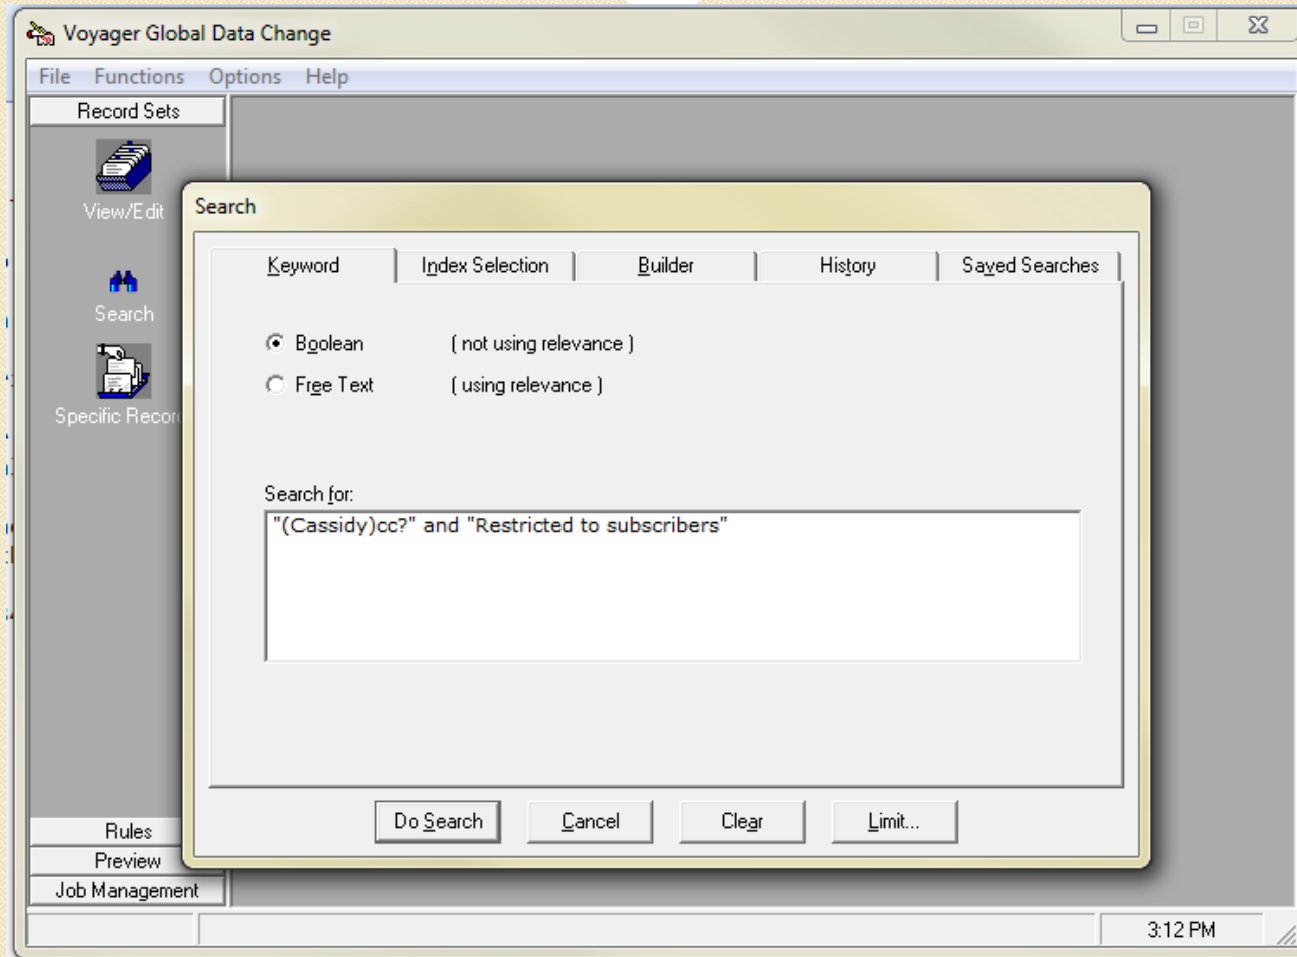 Voyager Global Data Change
File Functions Options Help
Record Sets
View/Edit
Search
Specific Recor
Rules
Preview
Job Management
Search
Keyword Index Selection Builder History Saved Searches
Boolean ( not using relevance )
Free Text ( using relevance )
Search for:
"(Cassidy)cc?" and "Restricted to subscribers"
Do Search Cancel Clear Limit...
3:12 PM